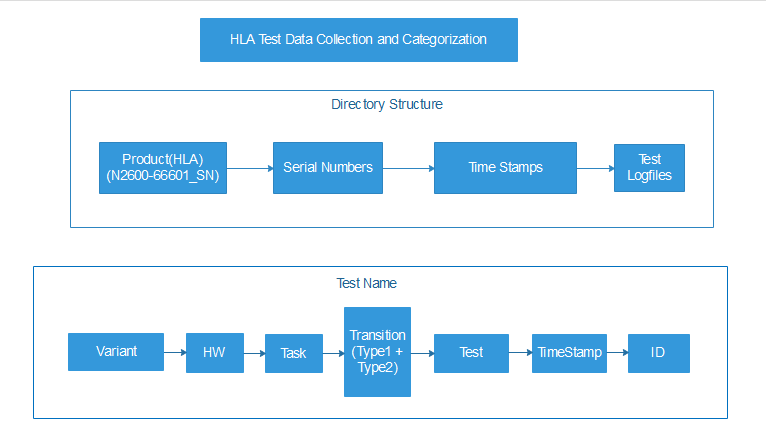 HLA Test Data Collection and Categorization
Directory Structure
Product(HLA)
(N2600-66601_SN)
Serial Numbers
Time Stamps
Test
Logfiles
Test Name
Variant
HW
Task
Transition
(Type1 +
Type2)
Test
TimeStamp
ID